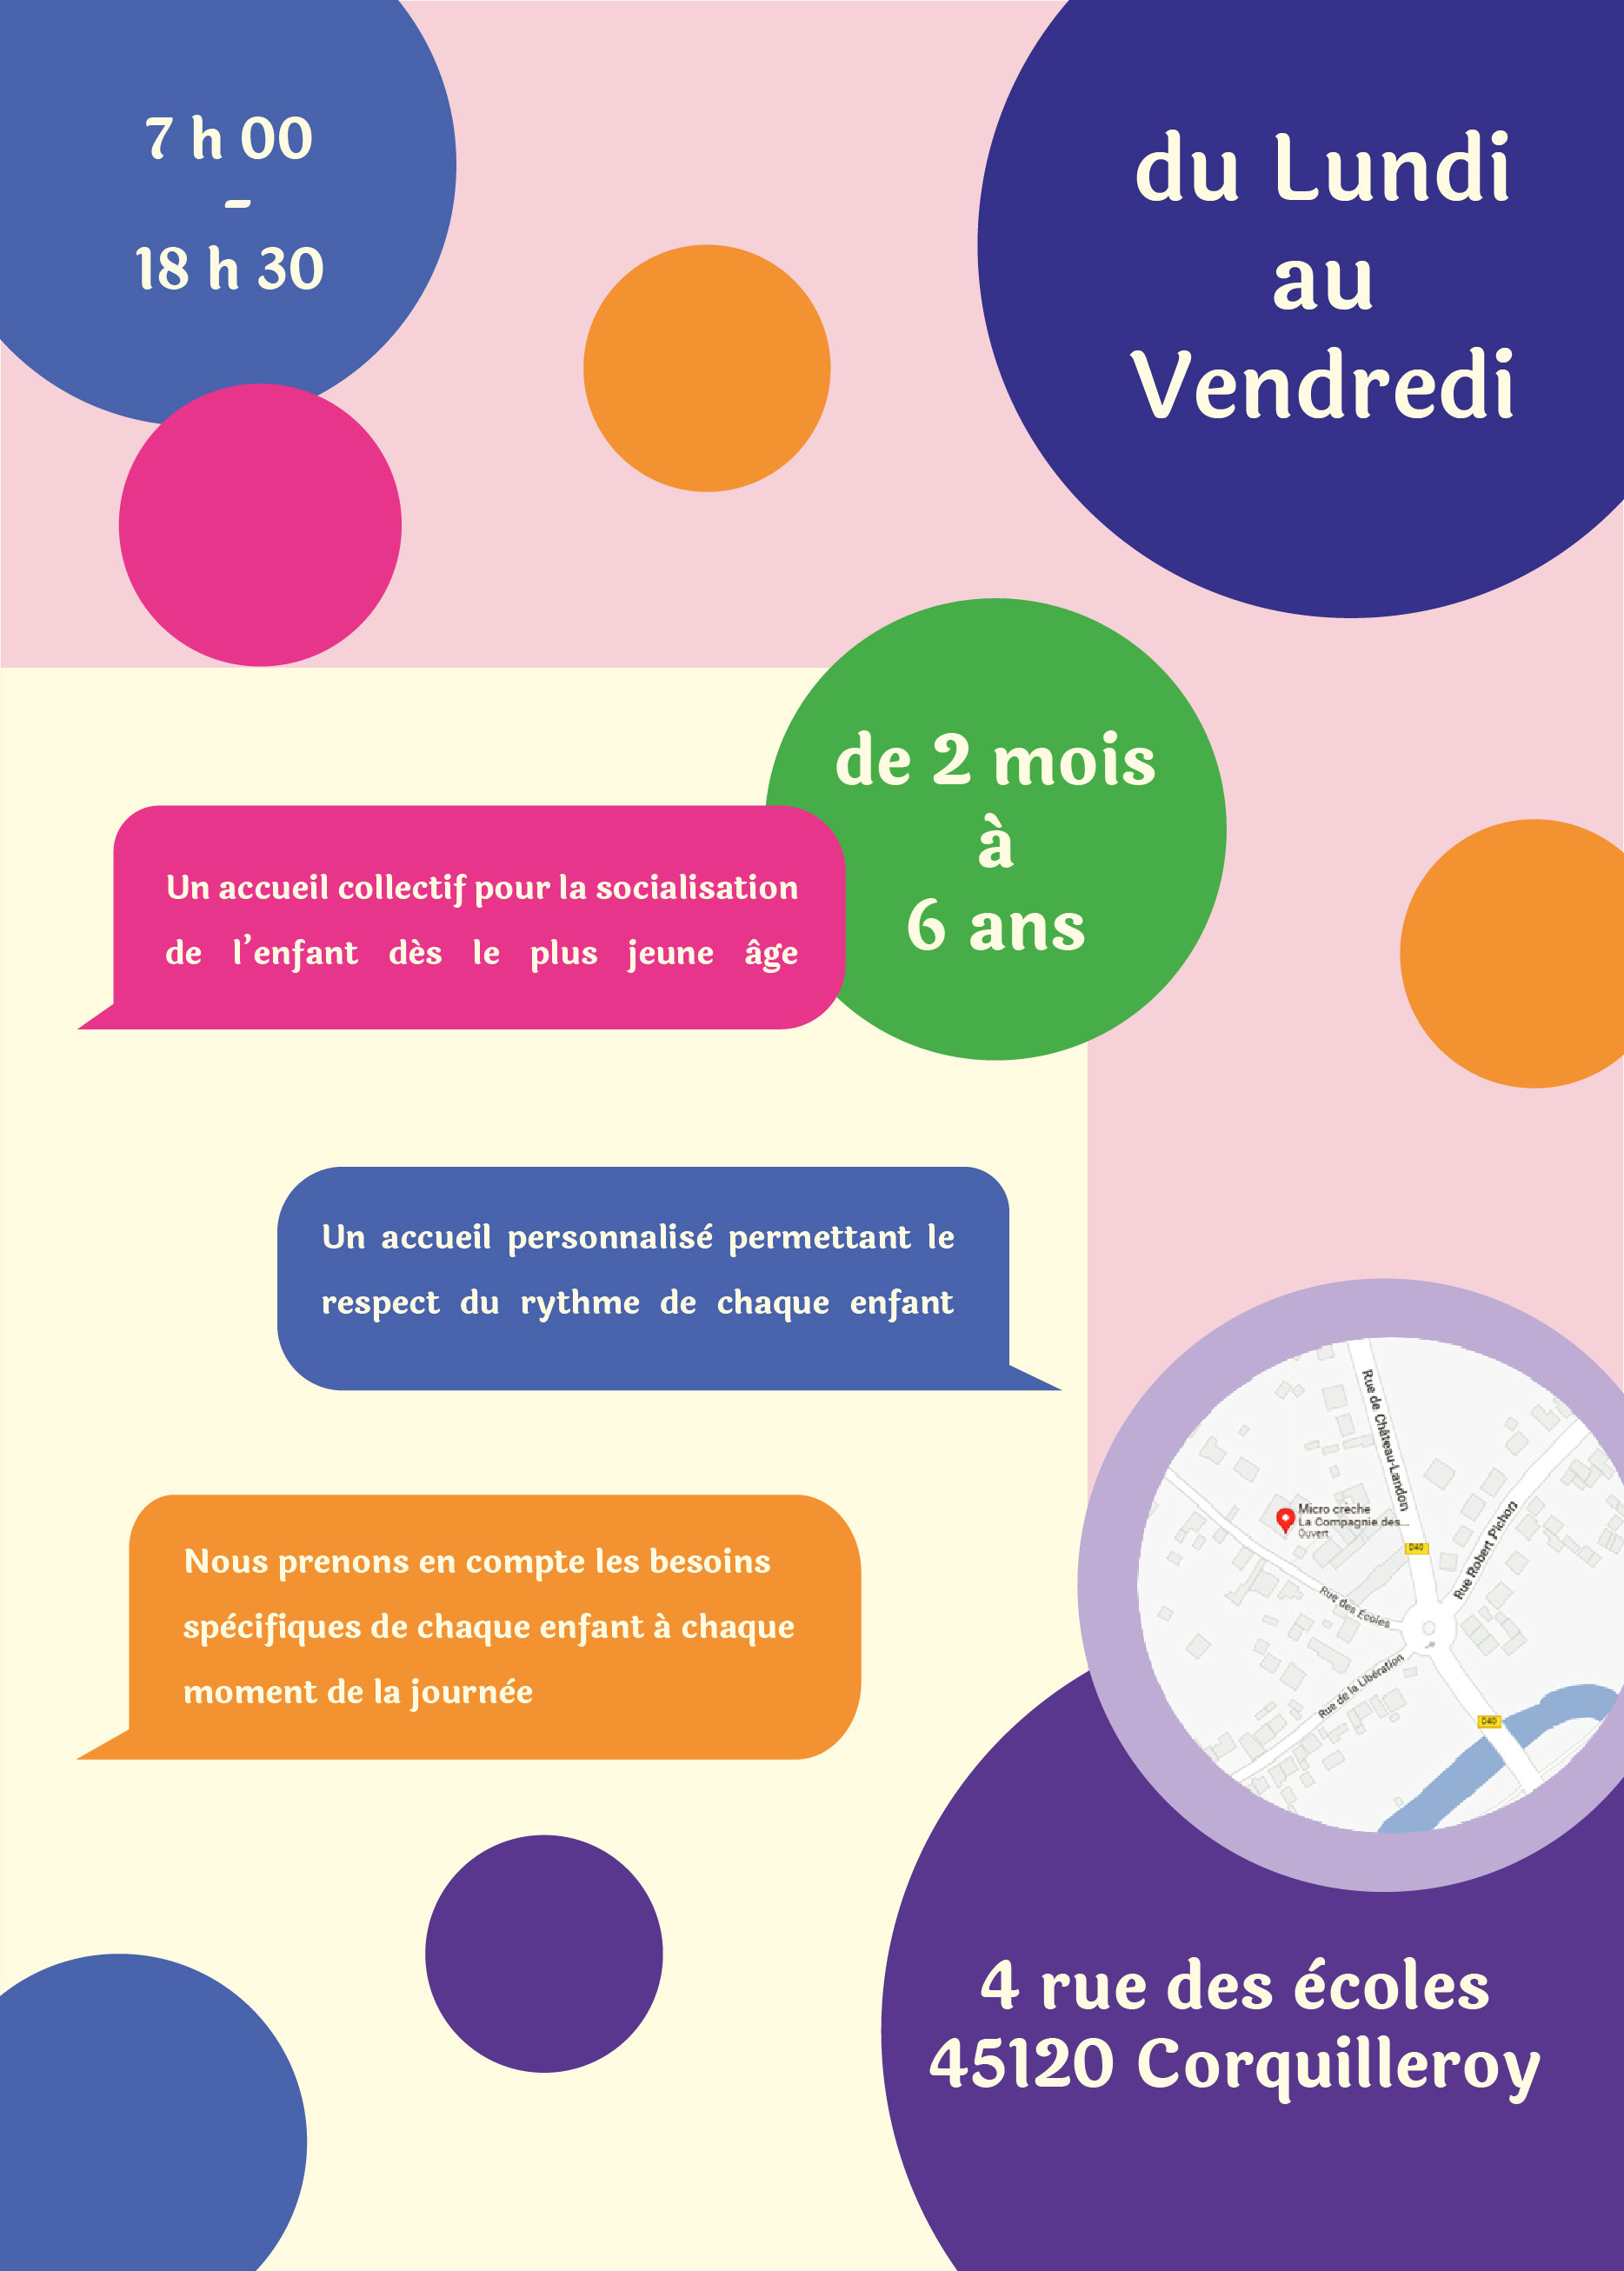 7 h 00
-
18 h 30
du Lundi
au
Vendredi
de 2 mois
à
6 ans
Un accueil collectif pour la socialisation
de l’enfant dès le plus jeune âge
Un accueil personnalisé permettant le
respect du rythme de chaque enfant
Nous prenons en compte les besoins
spécifiques de chaque enfant à chaque
moment de la journée
Rue de Château-Landon
Micro crèche
La Compagnie des...
Ouvert
D40
Rue Robert Pichon
Rue des Écoles
Rue de la Libération
D40
4 rue des écoles
45120 Corquilleroy